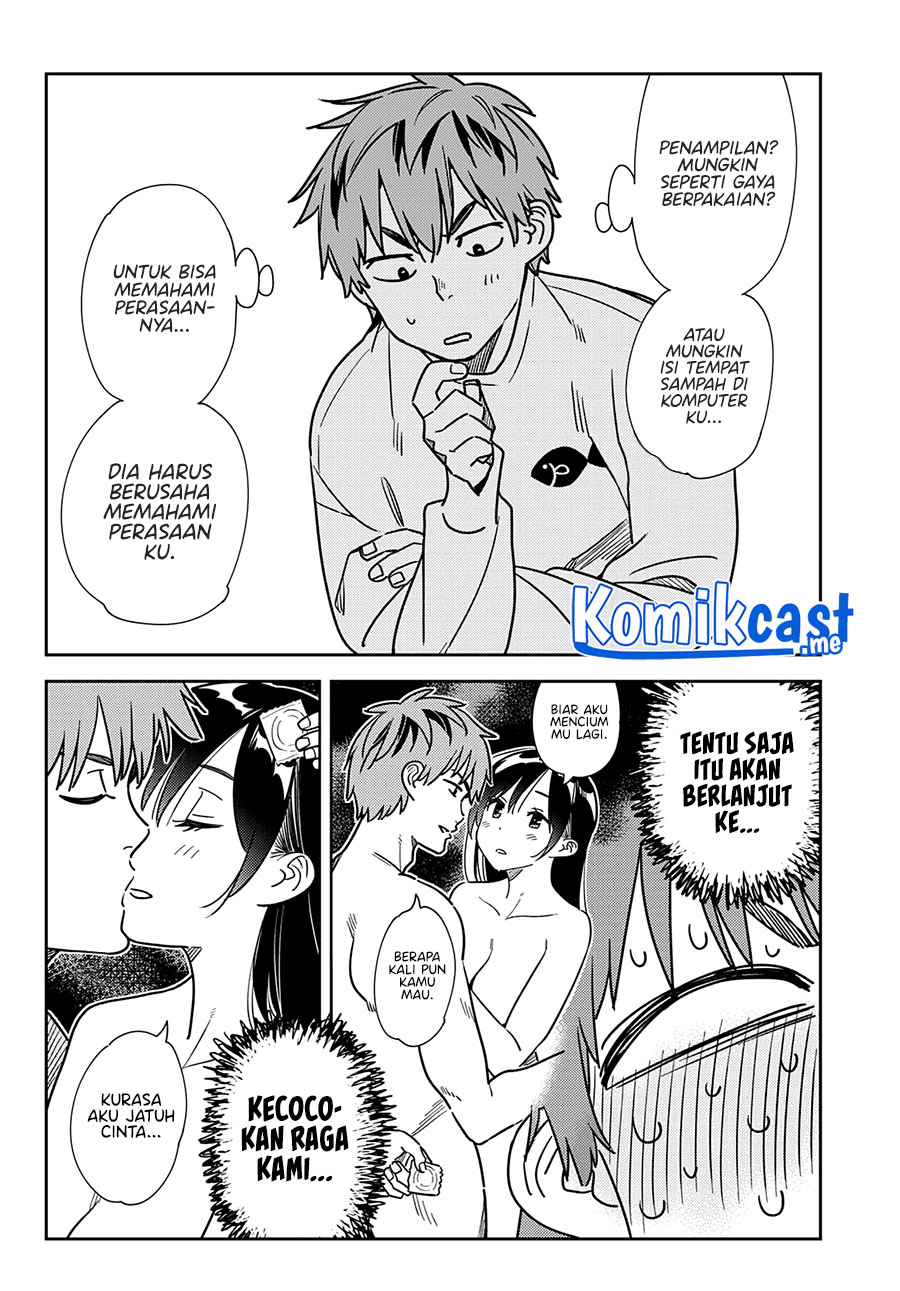 PENAMPILAN?
MUNGKIN
SEPERTI GAYA
BERPAKAIAN?
ATAU
MUNGKIN
ISI TEMPAT
SAMPAH DI
KOMPUTER
KU...
UNTUK BISA
MEMAHAMI
PERASAAN-
NYA...
DIA HARUS
BERUSAHA
MEMAHAMI
PERASAAN
KU.
Komikcast
.me
TENTU SAJA
ITU AKAN
BERLANJUT
KE...
BIAR AKU
MENCIUM
MU LAGI.
BERAPA
KALI PUN
KAMU
MAU.
KECOCO-
KAN RAGA
KAMI...
KURASA
AKU JATUH
CINTA...